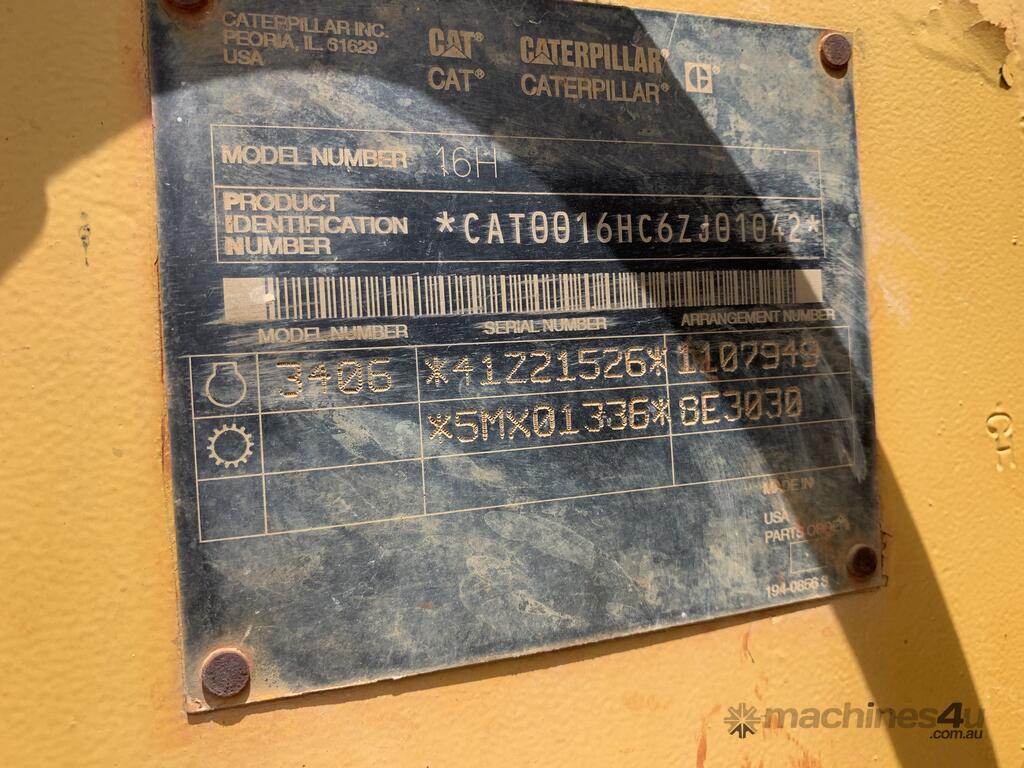 CATERPILLAR INC.
PEORIA, IL. 61629
USA
CAT® CATERPILLAR®
CAT® CATERPILLAR®
MODEL NUMBER 16H
PRODUCT
IDENTIFICATION
NUMBER
*CAT0016HC6ZJ01042*
MODEL NUMBER SERIAL NUMBER ARRANGEMENT NUMBER
3406 *41Z21526* 1107949
*5MX01336* 8E3030
MADE IN
USA
PARTS ORDER
194-0856
machines4u
.com.au